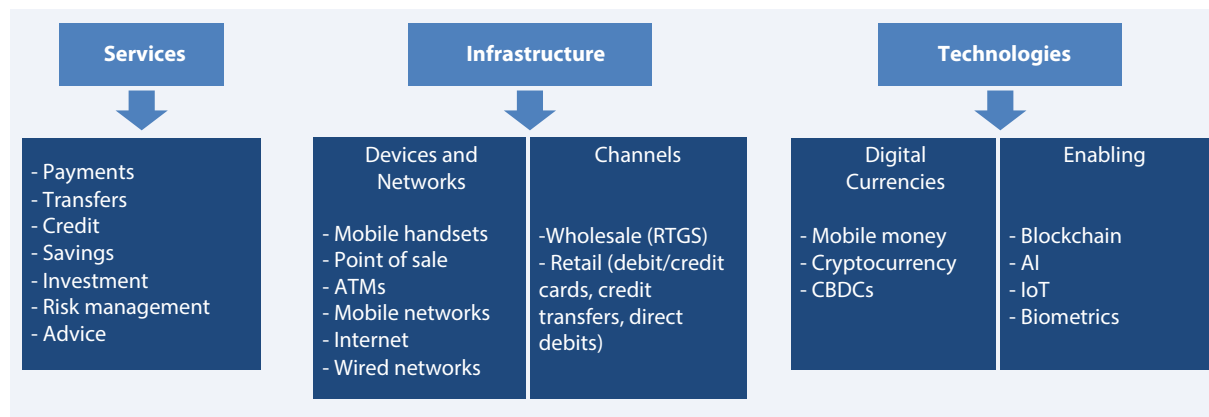 Services
- Payments
- Transfers
- Credit
- Savings
- Investment
- Risk management
- Advice
Infrastructure
Devices and
Networks
- Mobile handsets
- Point of sale
- ATMs
- Mobile networks
- Internet
- Wired networks
Channels
-Wholesale (RTGS)
- Retail (debit/credit
cards, credit
transfers, direct
debits)
Technologies
Digital
Currencies
- Mobile money
- Cryptocurrency
- CBDCs
Enabling
- Blockchain
- AI
- IoT
- Biometrics